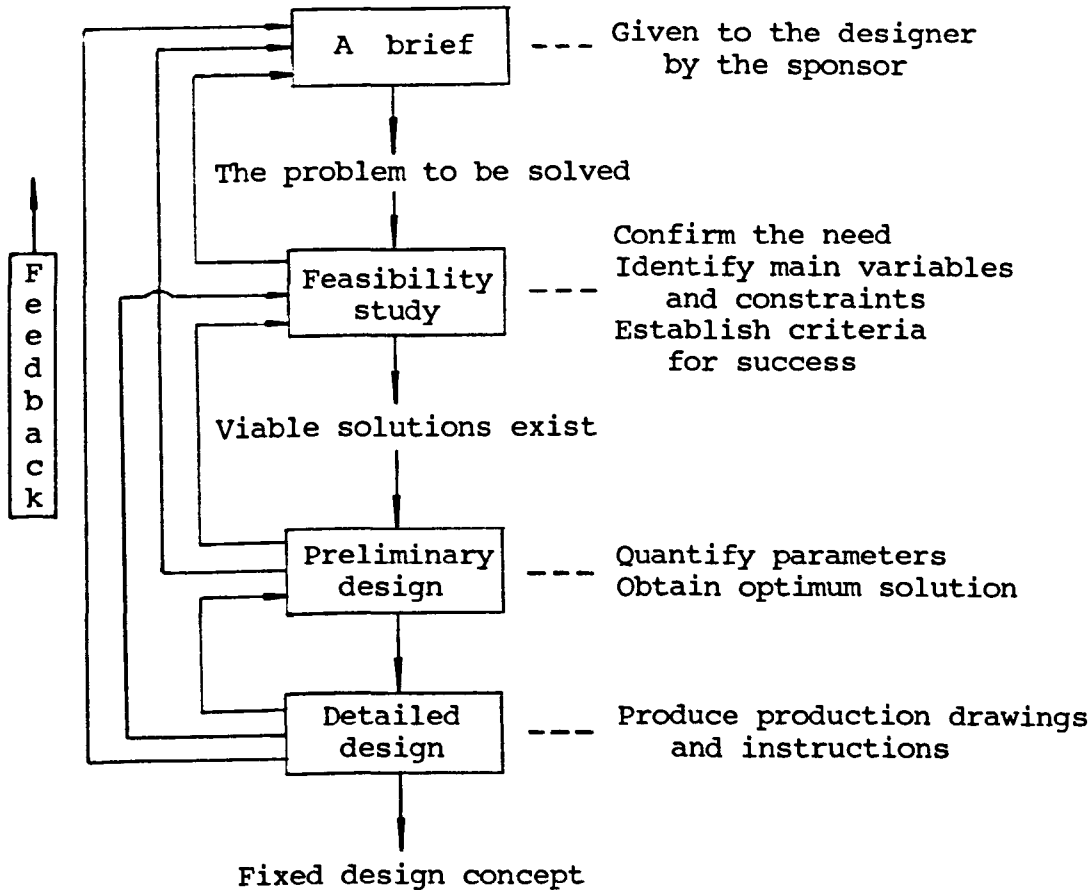 A brief
Given to the designer
by the sponsor
The problem to be solved
Feedback
Feasibility
study
Confirm the need
Identify main variables
and constraints
Establish criteria
for success
Viable solutions exist
Preliminary
design
Quantify parameters
Obtain optimum solution
Detailed
design
Produce production drawings
and instructions
Fixed design concept